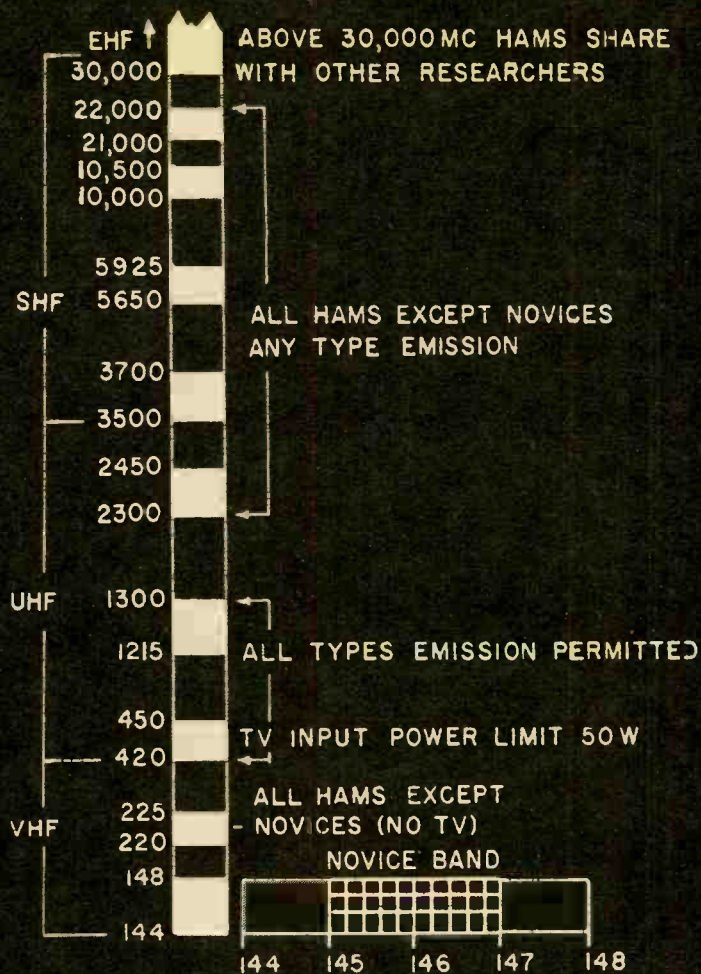 EHF ↑ ABOVE 30,000MC HAMS SHARE
30,000 WITH OTHER RESEARCHERS
22,000
21,000
10,500
10,000
5925
SHF 5650 ALL HAMS EXCEPT NOVICES
ANY TYPE EMISSION
3700
3500
2450
2300
UHF 1300
1215 ALL TYPES EMISSION PERMITTED
450
TV INPUT POWER LIMIT 50W
420
ALL HAMS EXCEPT
225
VHF - NOVICES (NO TV)
220
NOVICE BAND
148
144
144 145 146 147 148